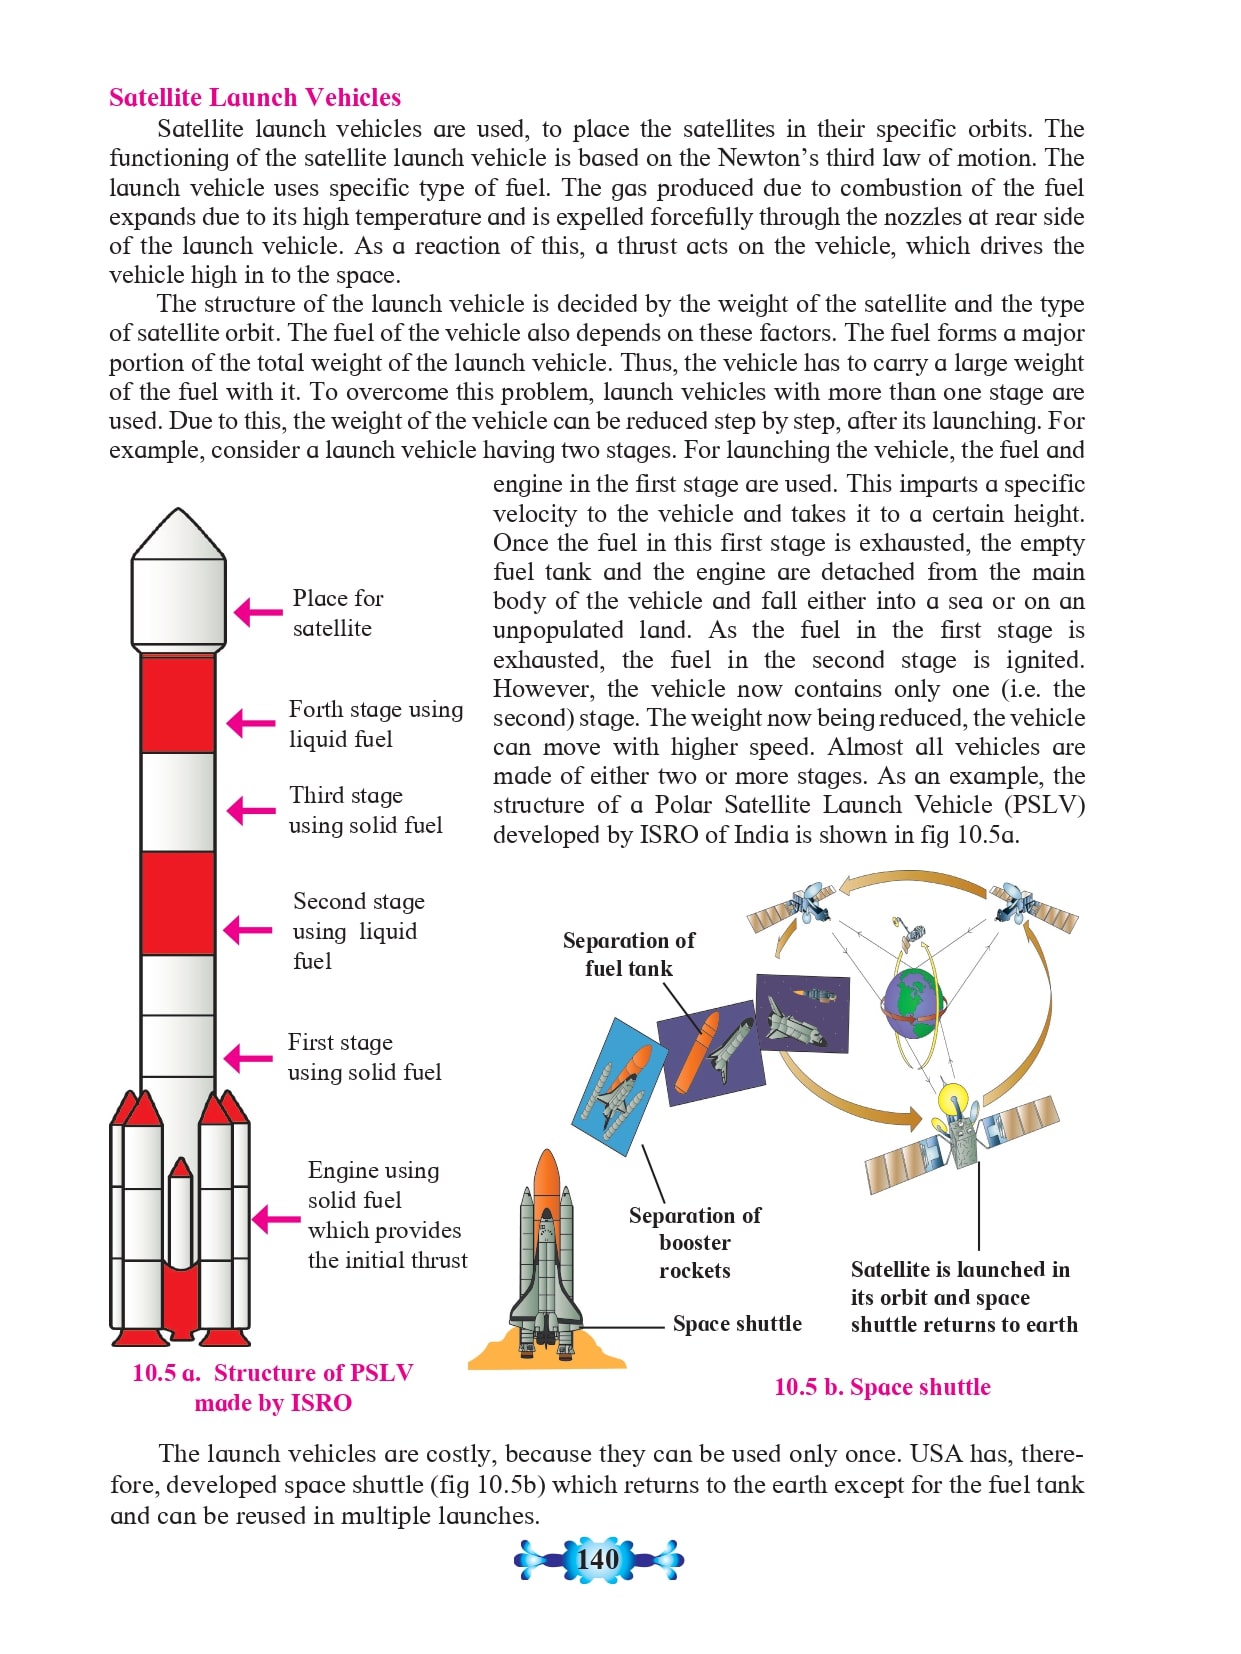 Satellite Launch Vehicles
Satellite launch vehicles are used, to place the satellites in their specific orbits. The
functioning of the satellite launch vehicle is based on the Newton’s third law of motion. The
launch vehicle uses specific type of fuel. The gas produced due to combustion of the fuel
expands due to its high temperature and is expelled forcefully through the nozzles at rear side
of the launch vehicle. As a reaction of this, a thrust acts on the vehicle, which drives the
vehicle high in to the space.
The structure of the launch vehicle is decided by the weight of the satellite and the type
of satellite orbit. The fuel of the vehicle also depends on these factors. The fuel forms a major
portion of the total weight of the launch vehicle. Thus, the vehicle has to carry a large weight
of the fuel with it. To overcome this problem, launch vehicles with more than one stage are
used. Due to this, the weight of the vehicle can be reduced step by step, after its launching. For
example, consider a launch vehicle having two stages. For launching the vehicle, the fuel and
engine in the first stage are used. This imparts a specific
velocity to the vehicle and takes it to a certain height.
Once the fuel in this first stage is exhausted, the empty
fuel tank and the engine are detached from the main
body of the vehicle and fall either into a sea or on an
unpopulated land. As the fuel in the first stage is
exhausted, the fuel in the second stage is ignited.
However, the vehicle now contains only one (i.e. the
second) stage. The weight now being reduced, the vehicle
can move with higher speed. Almost all vehicles are
made of either two or more stages. As an example, the
structure of a Polar Satellite Launch Vehicle (PSLV)
developed by ISRO of India is shown in fig 10.5a.
Place for
satellite
Forth stage using
liquid fuel
Third stage
using solid fuel
Second stage
using liquid
fuel
First stage
using solid fuel
Engine using
solid fuel
which provides
the initial thrust
10.5 a. Structure of PSLV
made by ISRO
Separation of
fuel tank
Separation of
booster
rockets
Space shuttle
Satellite is launched in
its orbit and space
shuttle returns to earth
10.5 b. Space shuttle
The launch vehicles are costly, because they can be used only once. USA has, there-
fore, developed space shuttle (fig 10.5b) which returns to the earth except for the fuel tank
and can be reused in multiple launches.
140